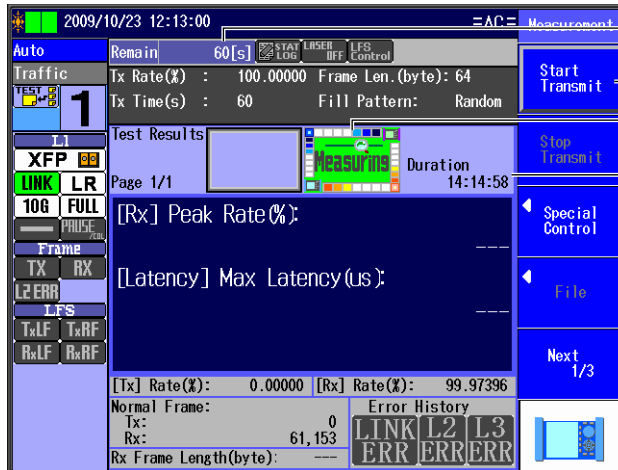 2009/10/23 12:13:00 =AC= Measurement
Auto
Remain 60[s] STAT LOG LASER OFF LFS Control
Traffic
Tx Rate(%) : 100.00000 Frame Len.(byte): 64
Tx Time(s) : 60 Fill Pattern: Random
Start Transmit
TEST 1
Test Results
Measuring
Duration
Page 1/1
14:14:58
Stop Transmit
L1
XFP
LINK LR
10G FULL
PAUSE /COL
[Rx] Peak Rate(%):
---
Special Control
Frame
TX RX
L2 ERR
[Latency] Max Latency(us):
---
File
LFS
TxLF TxRF
RxLF RxRF
Next 1/3
[Tx] Rate(%): 0.00000 [Rx] Rate(%): 99.97396
Normal Frame:
Tx: 0
Rx: 61,153
Rx Frame Length(byte): ---
Error History
LINK ERR L2 ERR L3 ERR